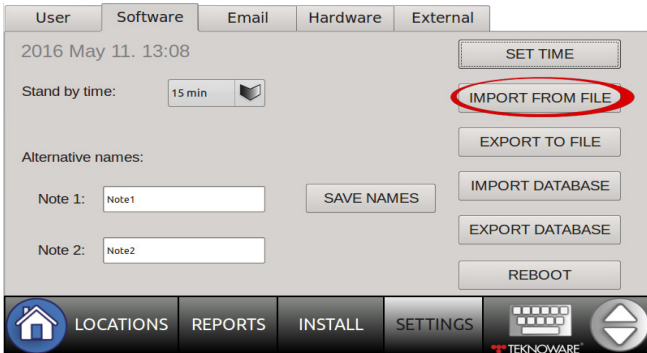 User Software Email Hardware External
2016 May 11. 13:08
SET TIME
Stand by time: 15 min
IMPORT FROM FILE
EXPORT TO FILE
Alternative names:
IMPORT DATABASE
Note 1: Note1
SAVE NAMES
EXPORT DATABASE
Note 2: Note2
REBOOT
LOCATIONS REPORTS INSTALL SETTINGS
TEKNOWARE